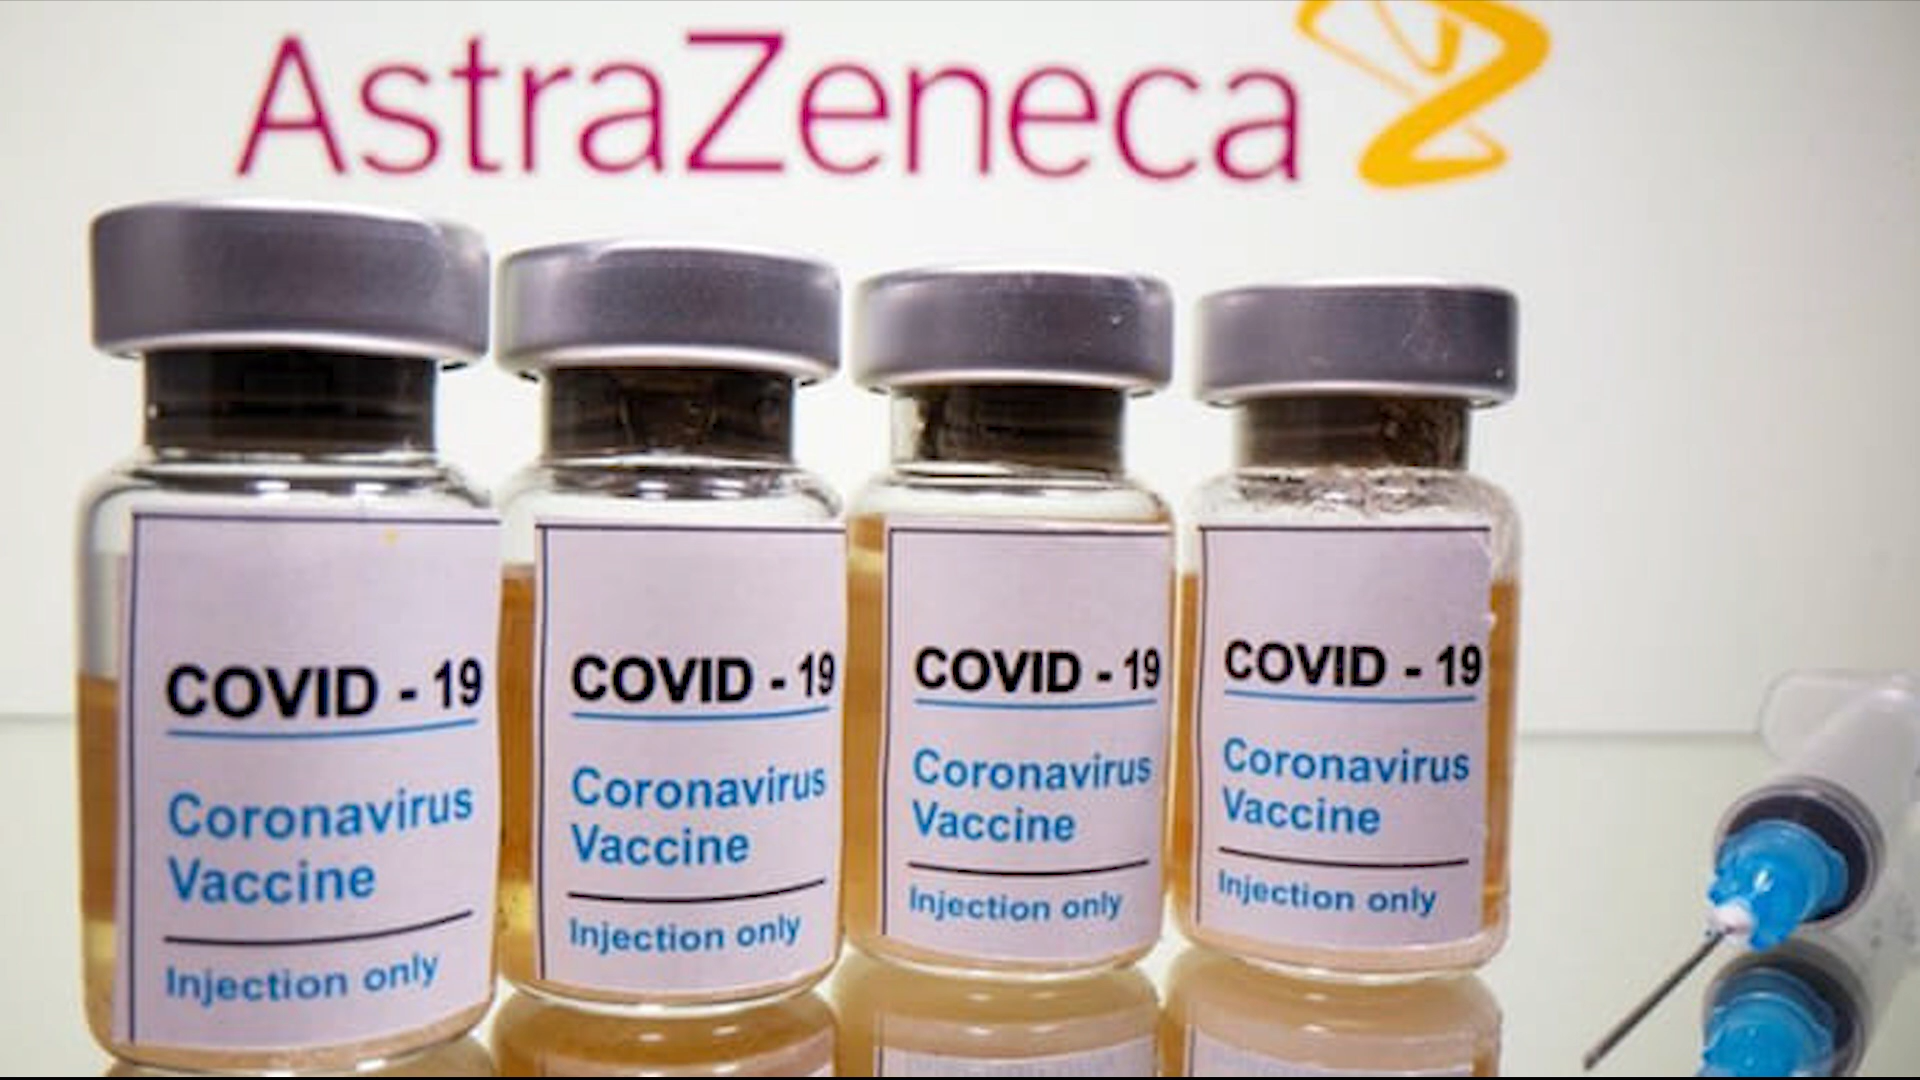 AstraZeneca
COVID - 19
Coronavirus
Vaccine
Injection only
COVID - 19
Coronavirus
Vaccine
Injection only
COVID - 19
Coronavirus
Vaccine
Injection only
COVID - 19
Coronavirus
Vaccine
Injection only